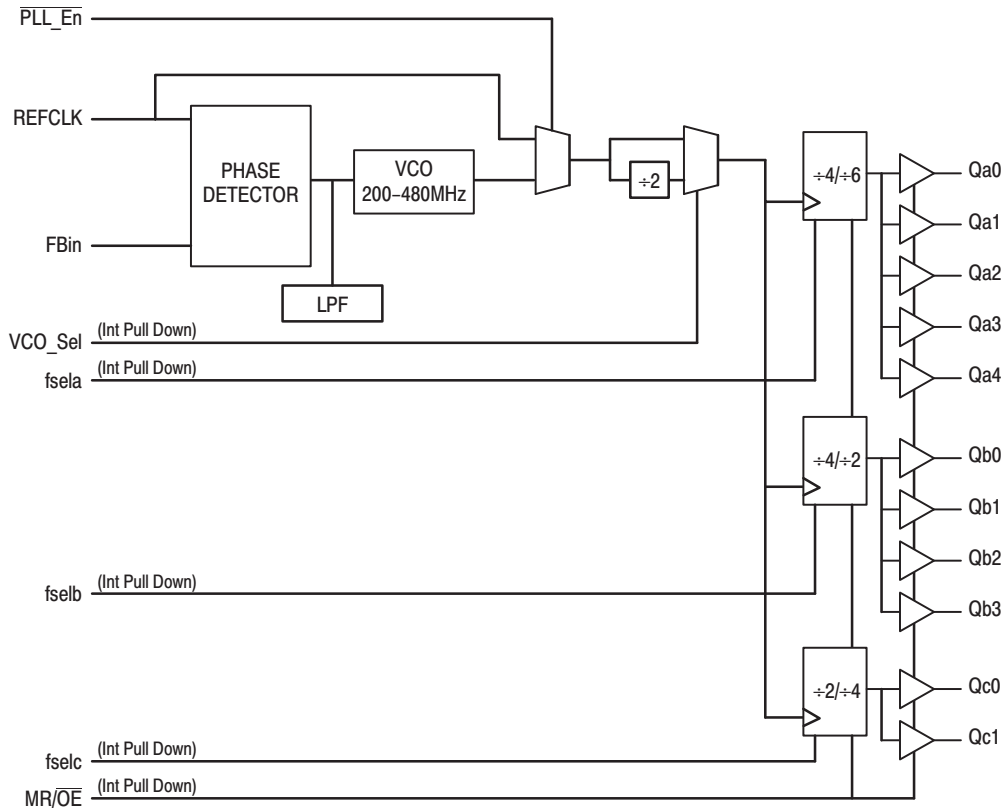 PLL_En
REFCLK
PHASE
DETECTOR
VCO
200–480MHz
÷2
÷4/÷6
Qa0
Qa1
Qa2
Qa3
Qa4
FBin
LPF
VCO_Sel (Int Pull Down)
fsela (Int Pull Down)
÷4/÷2
Qb0
Qb1
Qb2
Qb3
fselb (Int Pull Down)
÷2/÷4
Qc0
Qc1
fselc (Int Pull Down)
MR/OE (Int Pull Down)